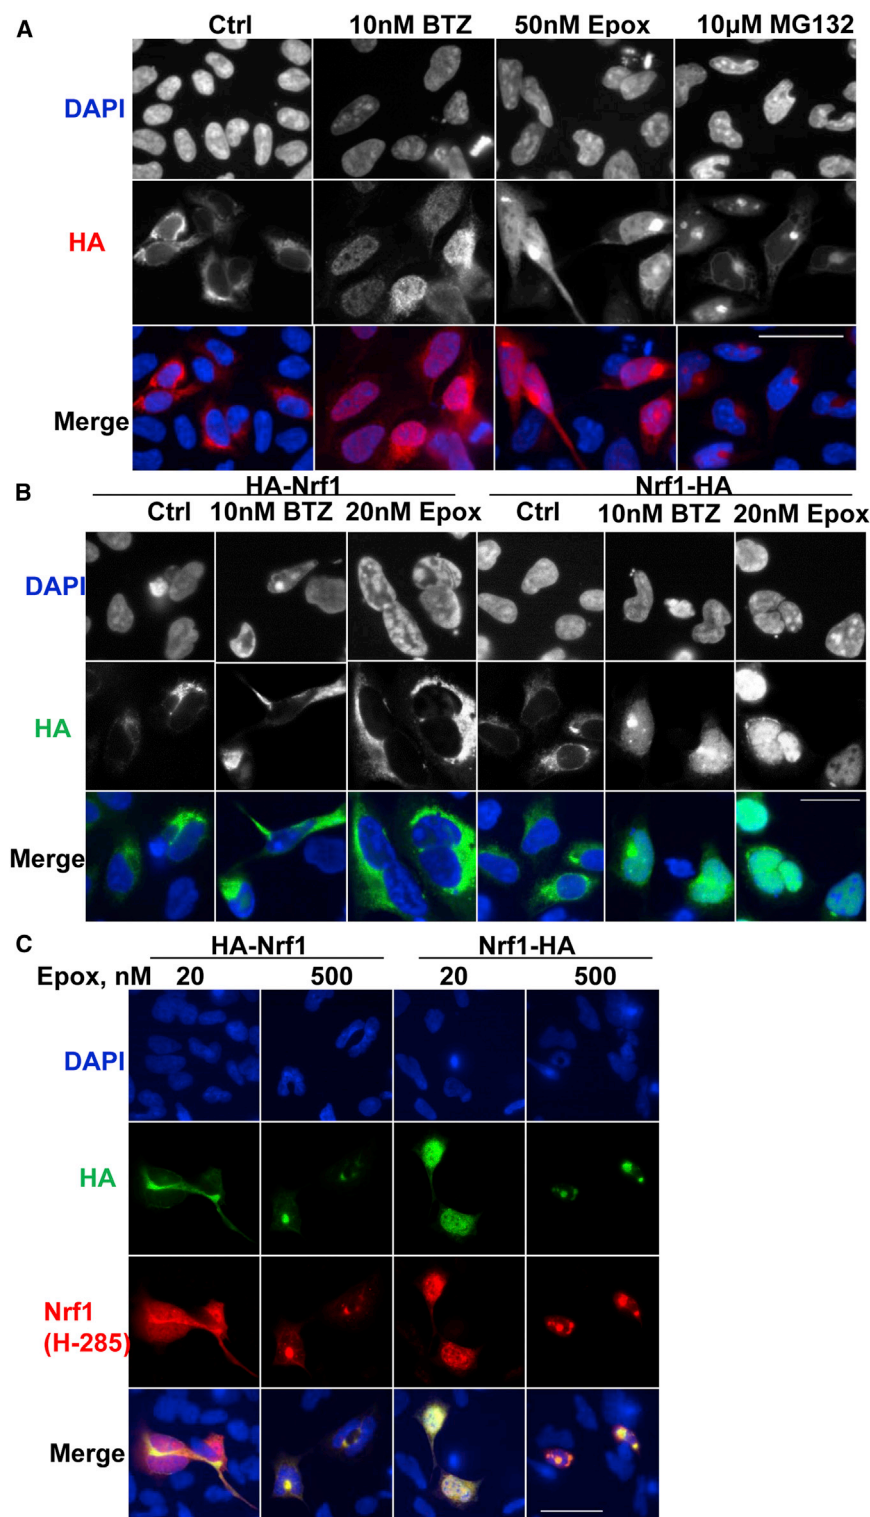 A Ctrl 10nM BTZ 50nM Epox 10µM MG132
DAPI
HA
Merge
B HA-Nrf1 Nrf1-HA
Ctrl 10nM BTZ 20nM Epox Ctrl 10nM BTZ 20nM Epox
DAPI
HA
Merge
C HA-Nrf1 Nrf1-HA
Epox, nM 20 500 20 500
DAPI
HA
Nrf1
(H-285)
Merge